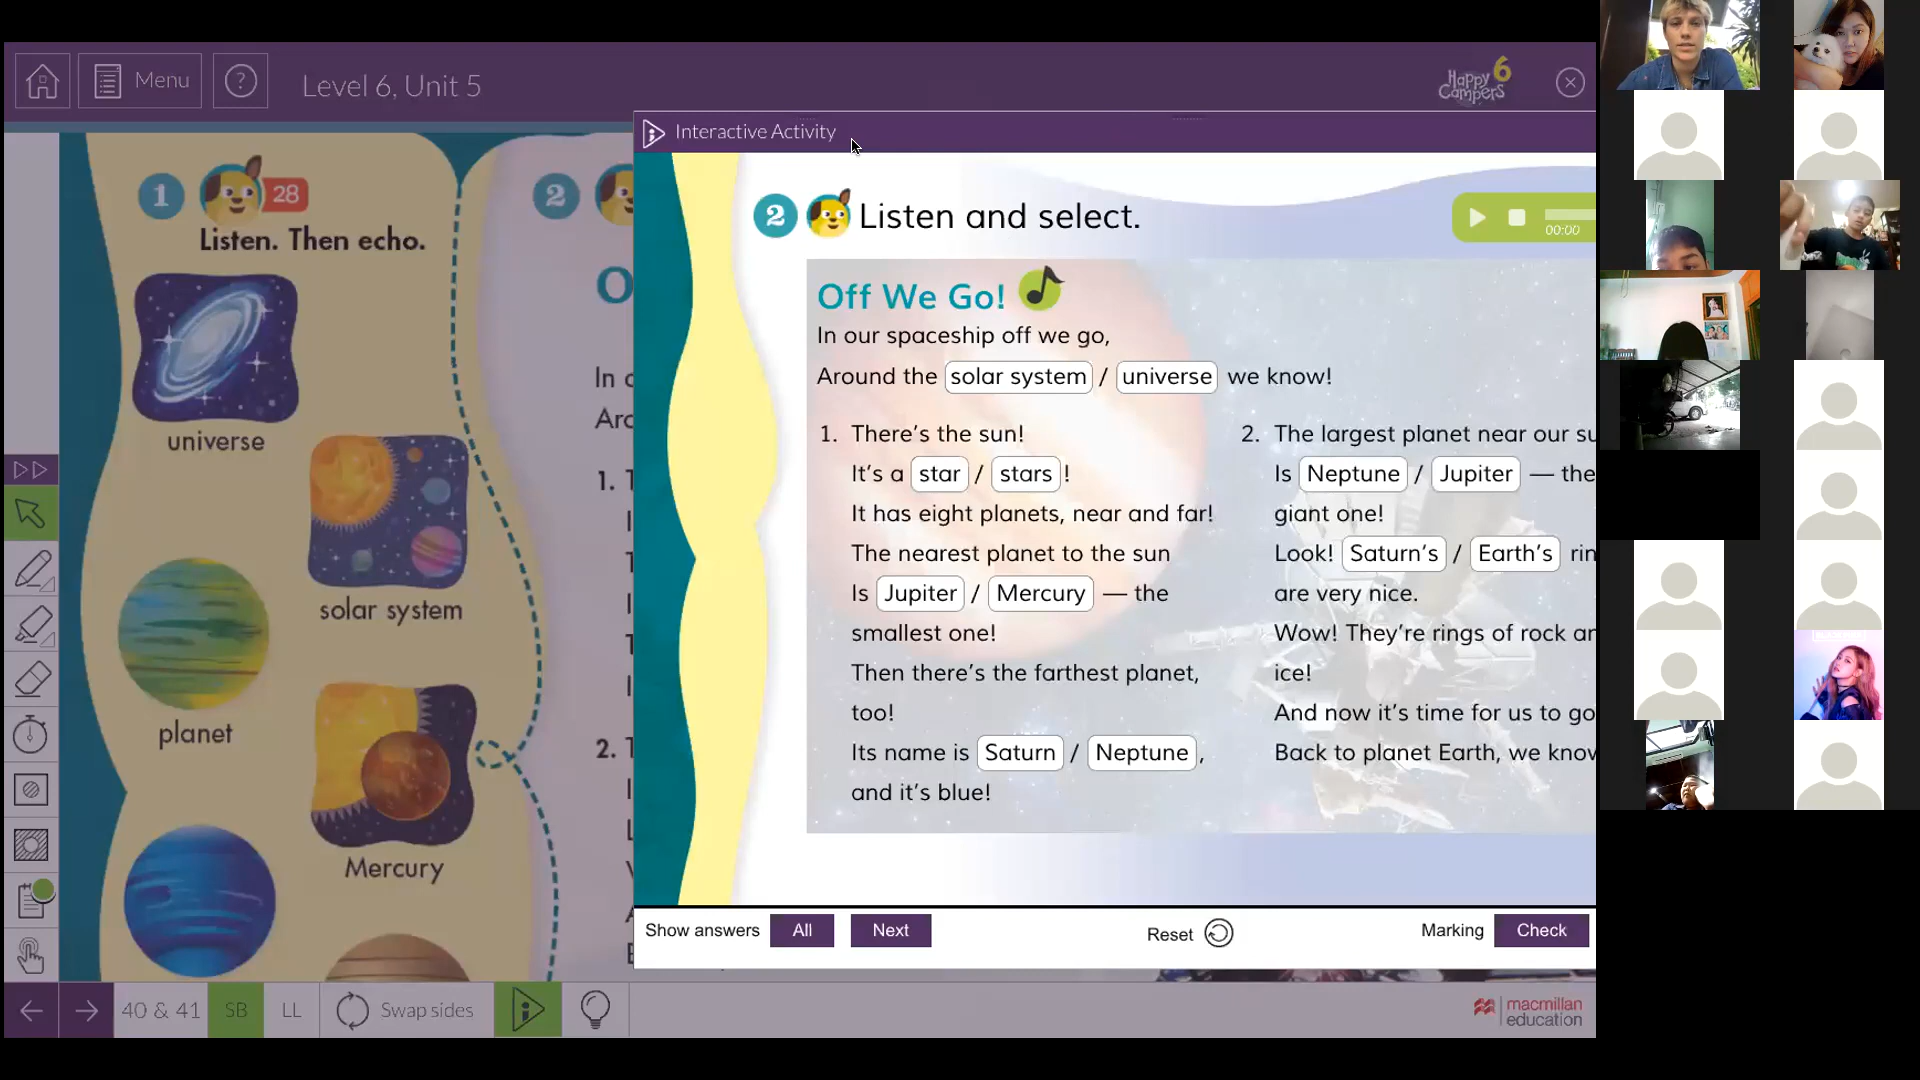 Menu
?
Level 6, Unit 5
Happy Campers 6
Interactive Activity
1
28
Listen. Then echo.
universe
solar system
planet
Mercury
2
O
In
1.
2.
2
Listen and select.
00:00
Off We Go!
In our spaceship off we go,
Around the solar system / universe we know!
1. There's the sun!
It's a star / stars !
It has eight planets, near and far!
The nearest planet to the sun
Is Jupiter / Mercury — the
smallest one!
Then there's the farthest planet,
too!
Its name is Saturn / Neptune ,
and it's blue!
2. The largest planet near our su
Is Neptune / Jupiter — the
giant one!
Look! Saturn's / Earth's rin
are very nice.
Wow! They're rings of rock an
ice!
And now it's time for us to go
Back to planet Earth, we know
Show answers All Next Reset Marking Check
40 & 41 SB LL Swap sides
macmillan
education